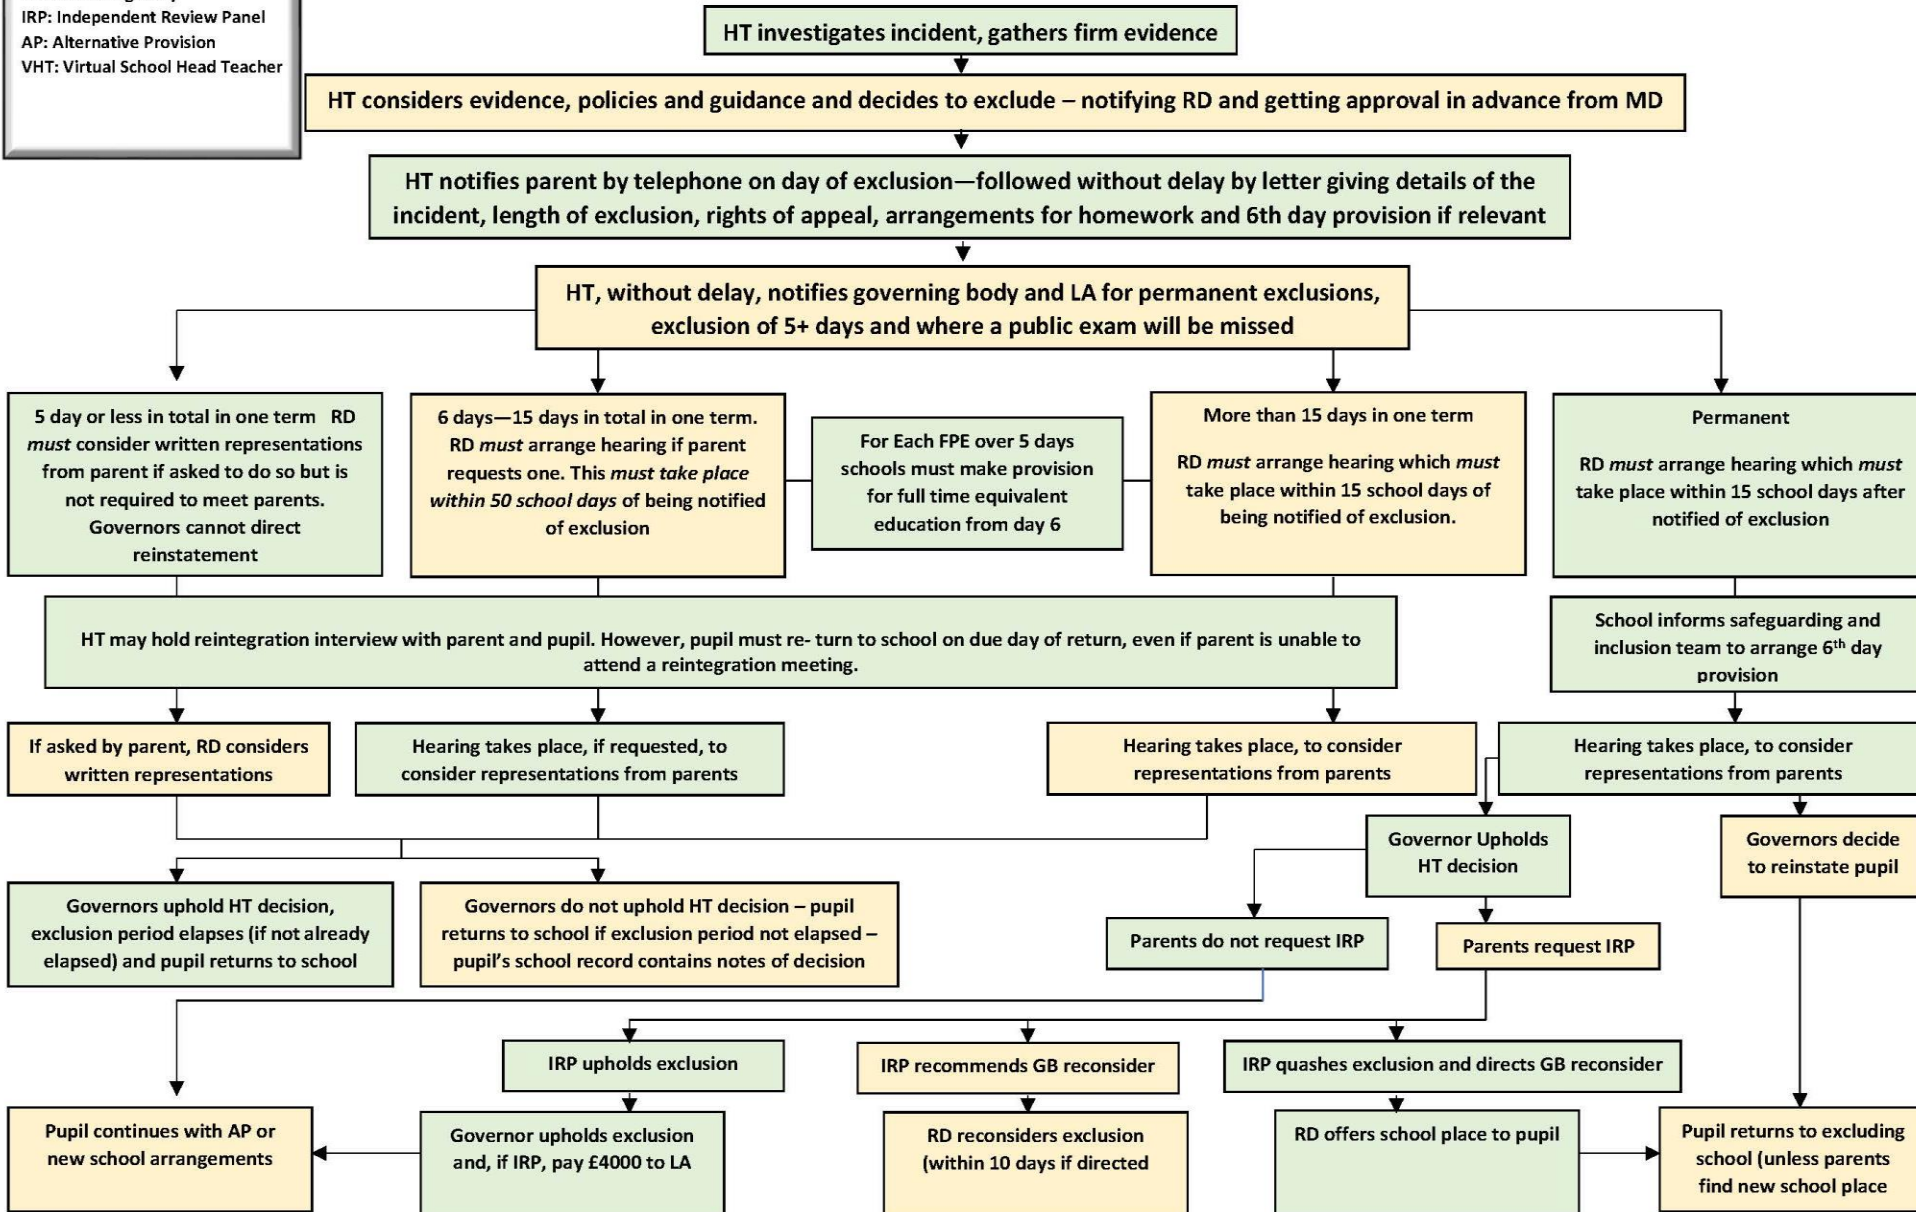 IRP: Independent Review Panel
AP: Alternative Provision
VHT: Virtual School Head Teacher
HT investigates incident, gathers firm evidence
HT considers evidence, policies and guidance and decides to exclude – notifying RD and getting approval in advance from MD
HT notifies parent by telephone on day of exclusion—followed without delay by letter giving details of the
incident, length of exclusion, rights of appeal, arrangements for homework and 6th day provision if relevant
HT, without delay, notifies governing body and LA for permanent exclusions,
exclusion of 5+ days and where a public exam will be missed
5 day or less in total in one term RD
must consider written representations
from parent if asked to do so but is
not required to meet parents.
Governors cannot direct
reinstatement
6 days—15 days in total in one term.
RD must arrange hearing if parent
requests one. This must take place
within 50 school days of being notified
of exclusion
For Each FPE over 5 days
schools must make provision
for full time equivalent
education from day 6
More than 15 days in one term
RD must arrange hearing which must
take place within 15 school days of
being notified of exclusion.
Permanent
RD must arrange hearing which must
take place within 15 school days after
notified of exclusion
HT may hold reintegration interview with parent and pupil. However, pupil must re- turn to school on due day of return, even if parent is unable to
attend a reintegration meeting.
School informs safeguarding and
inclusion team to arrange 6th day
provision
If asked by parent, RD considers
written representations
Hearing takes place, if requested, to
consider representations from parents
Hearing takes place, to consider
representations from parents
Hearing takes place, to consider
representations from parents
Governor Upholds
HT decision
Governors decide
to reinstate pupil
Governors uphold HT decision,
exclusion period elapses (if not already
elapsed) and pupil returns to school
Governors do not uphold HT decision – pupil
returns to school if exclusion period not elapsed –
pupil's school record contains notes of decision
Parents do not request IRP
Parents request IRP
IRP upholds exclusion
IRP recommends GB reconsider
IRP quashes exclusion and directs GB reconsider
Pupil continues with AP or
new school arrangements
Governor upholds exclusion
and, if IRP, pay £4000 to LA
RD reconsiders exclusion
(within 10 days if directed
RD offers school place to pupil
Pupil returns to excluding
school (unless parents
find new school place